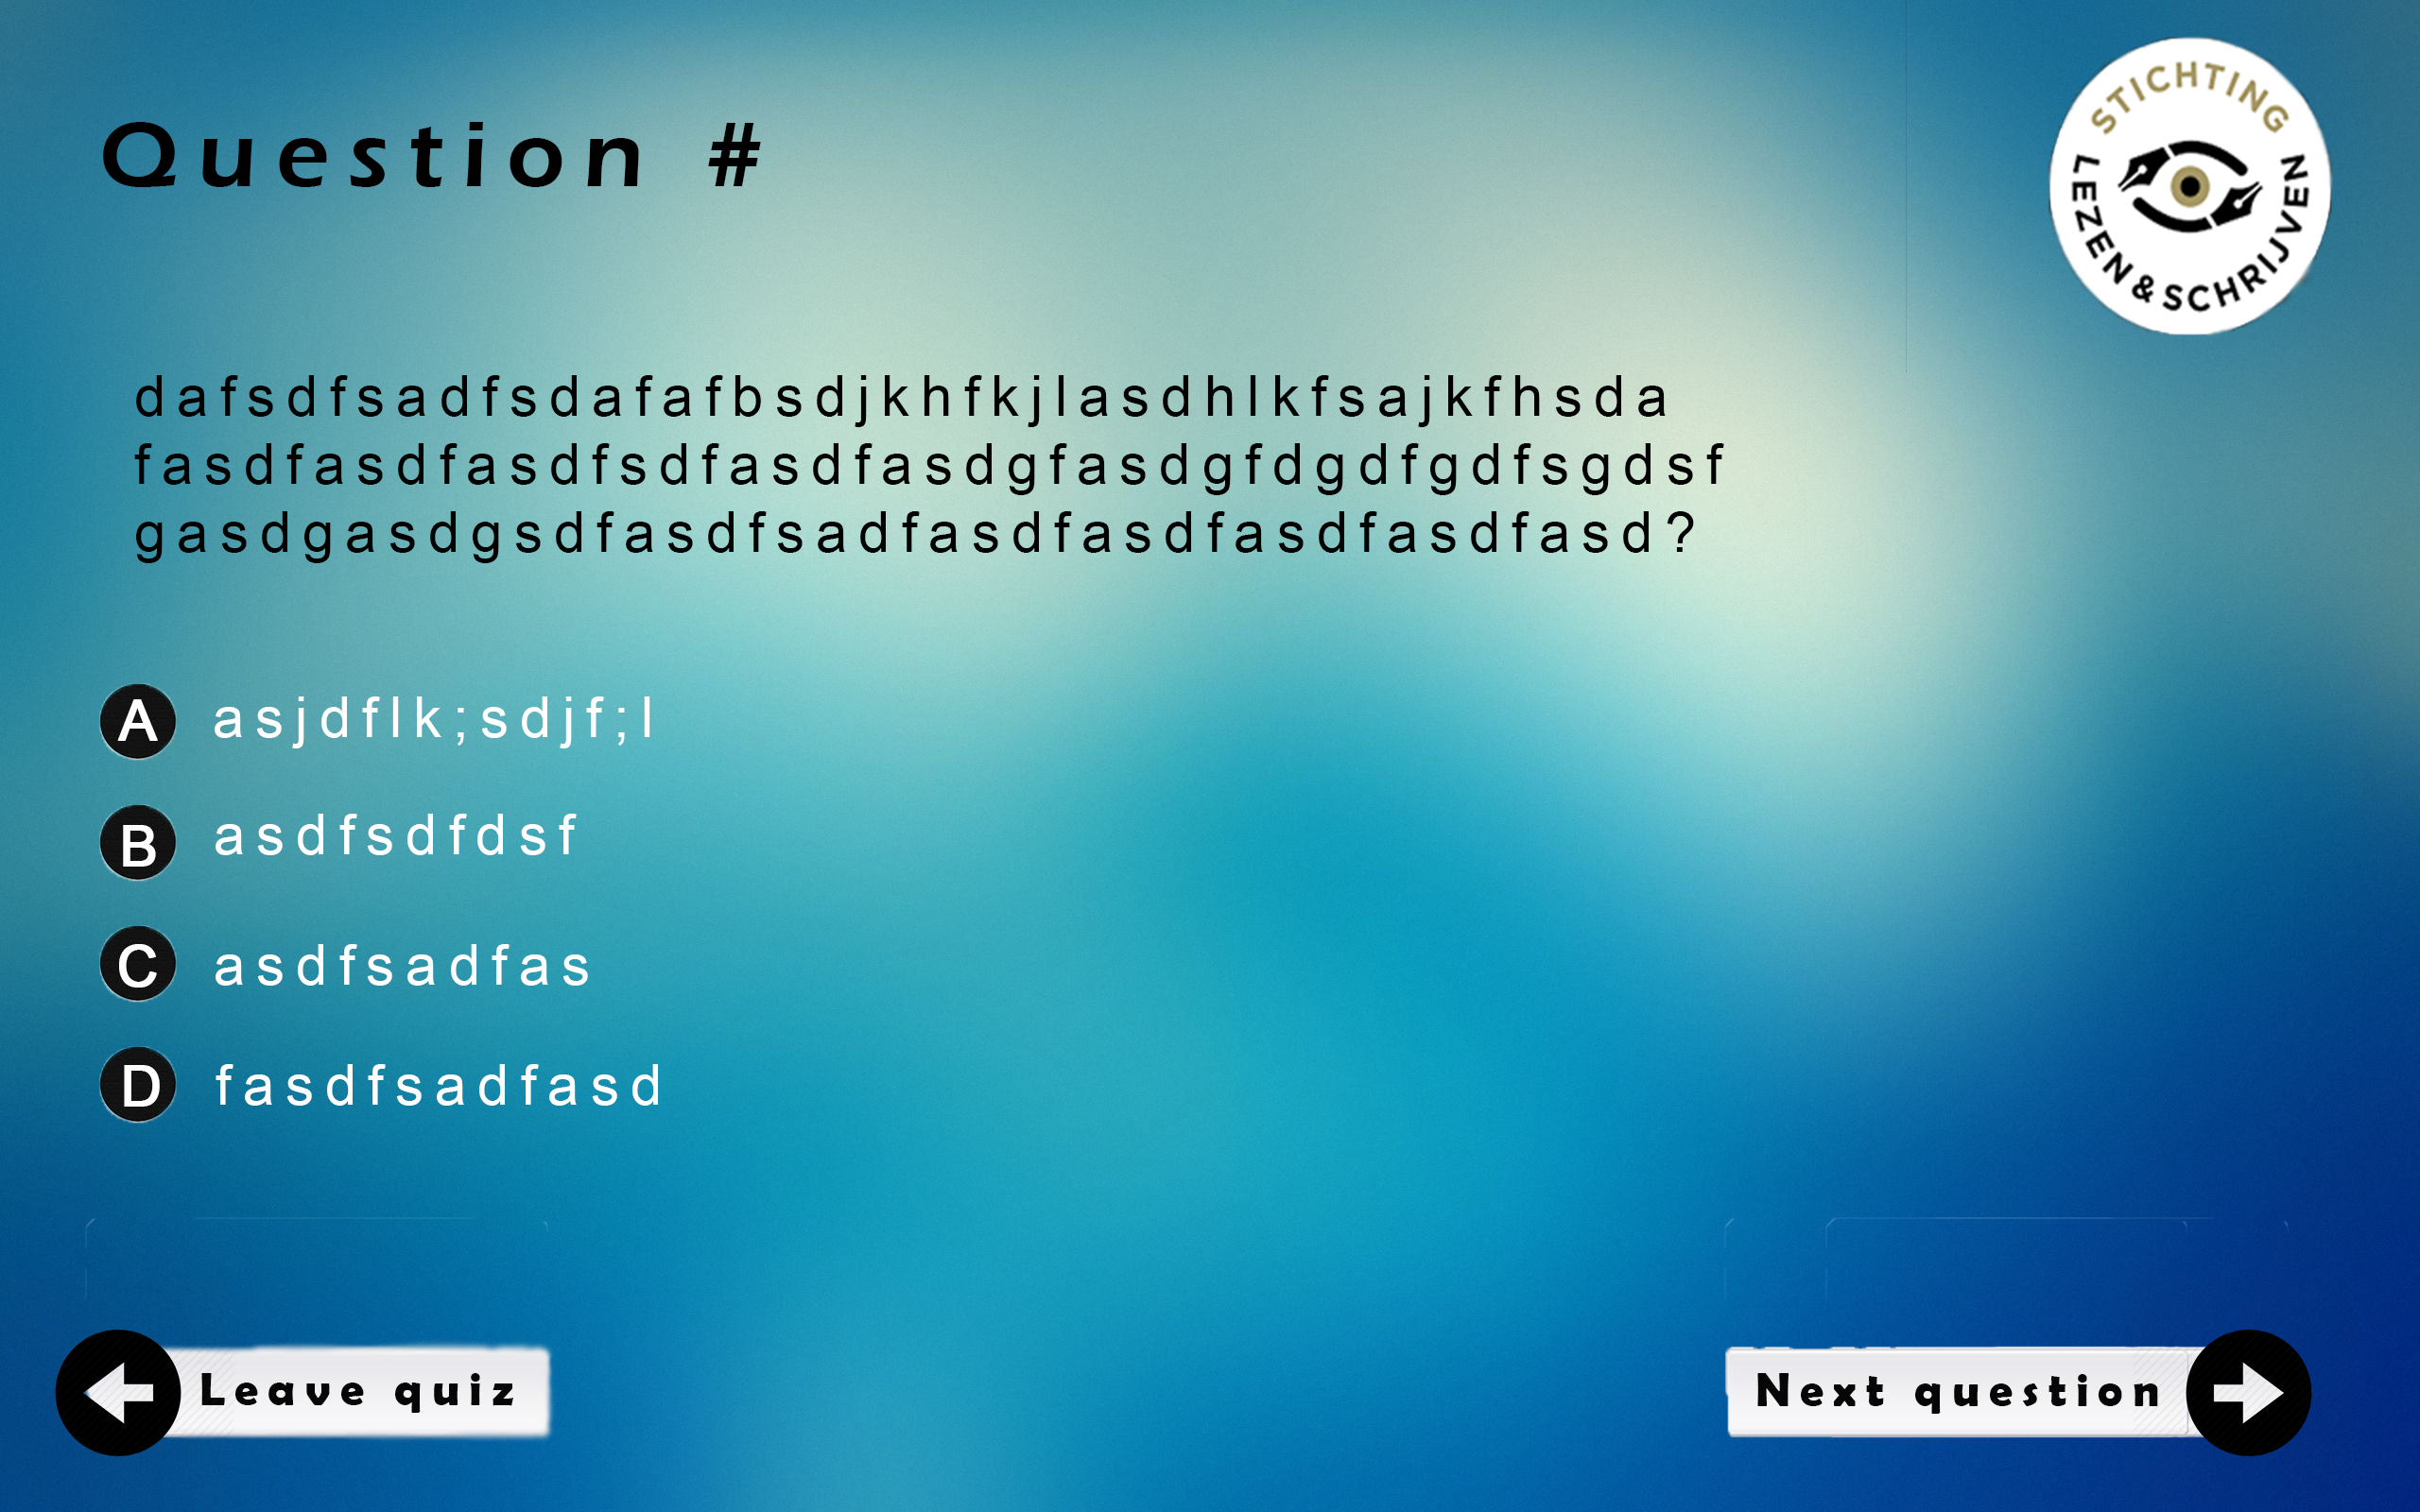 Question #
STICHTING
LEZEN & SCHRIJVEN
dafsdfsadfsdafafbsdjkhfkjlasdhlkfsajkfhsda
fasdfasdfasdfsdfasdfasdgfasdgfdgdfgdfsgdsf
gasdgasdgsdfasdfsadfasdfasdfasdfasdfasd?
A asjdflk;sdjf;l
B asdfsdfdsf
C asdfsadfas
D fasdfsadfasd
Leave quiz
Next question